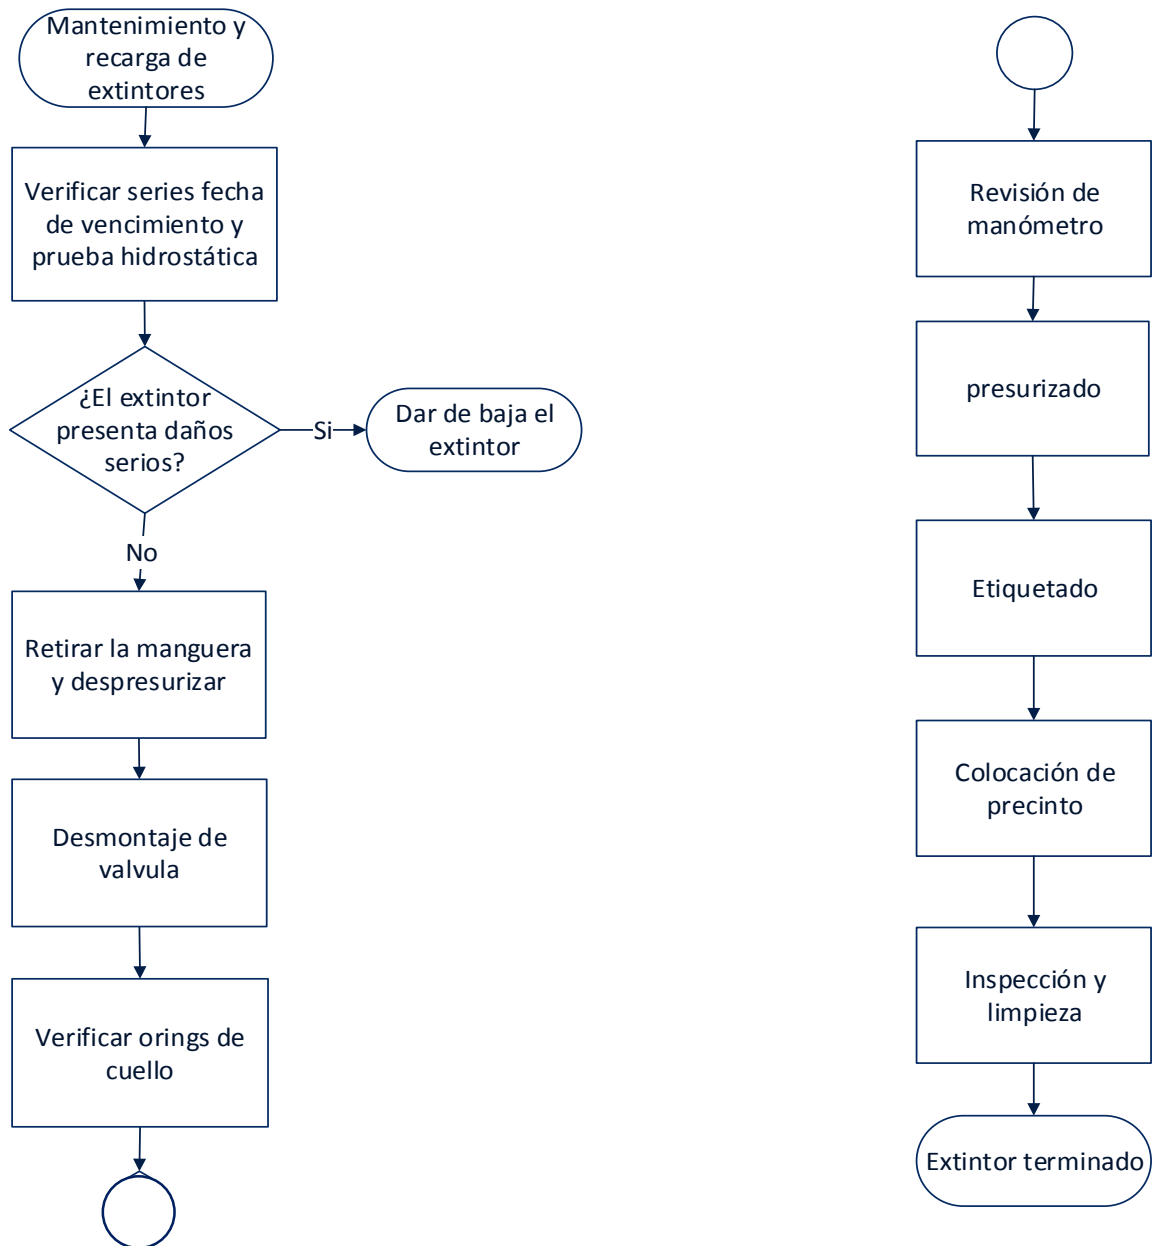 Mantenimiento y
recarga de
extintores
Verificar series fecha
de vencimiento y
prueba hidrostática
¿El extintor
presenta daños
serios?
Si
Dar de baja el
extintor
No
Retirar la manguera
y despresurizar
Desmontaje de
valvula
Verificar orings de
cuello
Revisión de
manómetro
presurizado
Etiquetado
Colocación de
precinto
Inspección y
limpieza
Extintor terminado